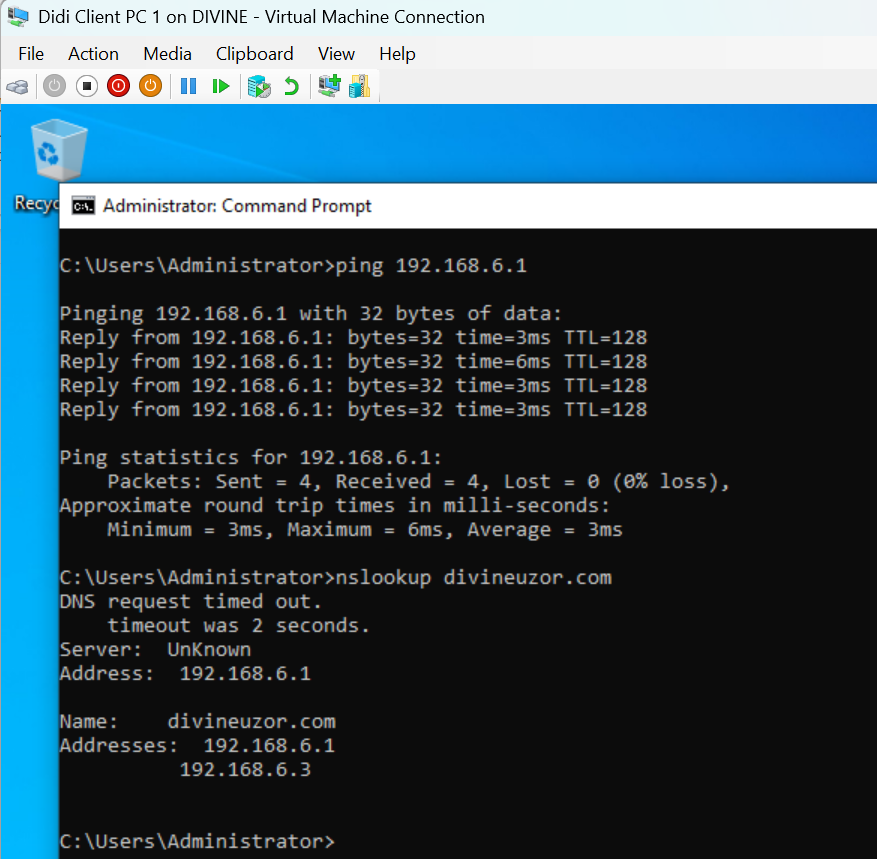 Didi Client PC 1 on DIVINE - Virtual Machine Connection
File Action Media Clipboard View Help
Recyc
Administrator: Command Prompt
C:\Users\Administrator>ping 192.168.6.1
Pinging 192.168.6.1 with 32 bytes of data:
Reply from 192.168.6.1: bytes=32 time=3ms TTL=128
Reply from 192.168.6.1: bytes=32 time=6ms TTL=128
Reply from 192.168.6.1: bytes=32 time=3ms TTL=128
Reply from 192.168.6.1: bytes=32 time=3ms TTL=128
Ping statistics for 192.168.6.1:
    Packets: Sent = 4, Received = 4, Lost = 0 (0% loss),
Approximate round trip times in milli-seconds:
    Minimum = 3ms, Maximum = 6ms, Average = 3ms
C:\Users\Administrator>nslookup divineuzor.com
DNS request timed out.
    timeout was 2 seconds.
Server:  UnKnown
Address:  192.168.6.1
Name:    divineuzor.com
Addresses:  192.168.6.1
          192.168.6.3
C:\Users\Administrator>